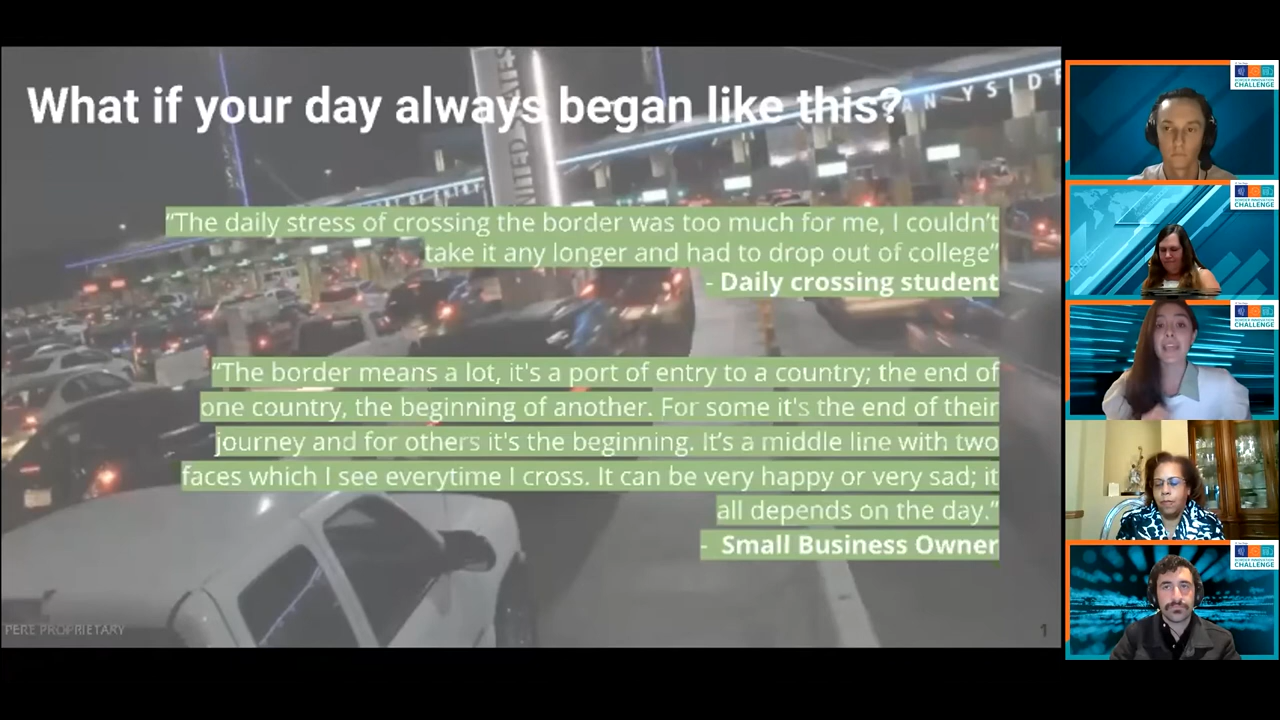 What if your day always began like this?
"The daily stress of crossing the border was too much for me, I couldn't
take it any longer and had to drop out of college"
- Daily crossing student
"The border means a lot, it's a port of entry to a country; the end of
one country, the beginning of another. For some it's the end of their
journey and for others it's the beginning. It's a middle line with two
faces which I see everytime I cross. It can be very happy or very sad; it
all depends on the day."
- Small Business Owner
PERE PROPRIETARY
1
CHALLENGE
CHALLENGE
CHALLENGE
CHALLENGE